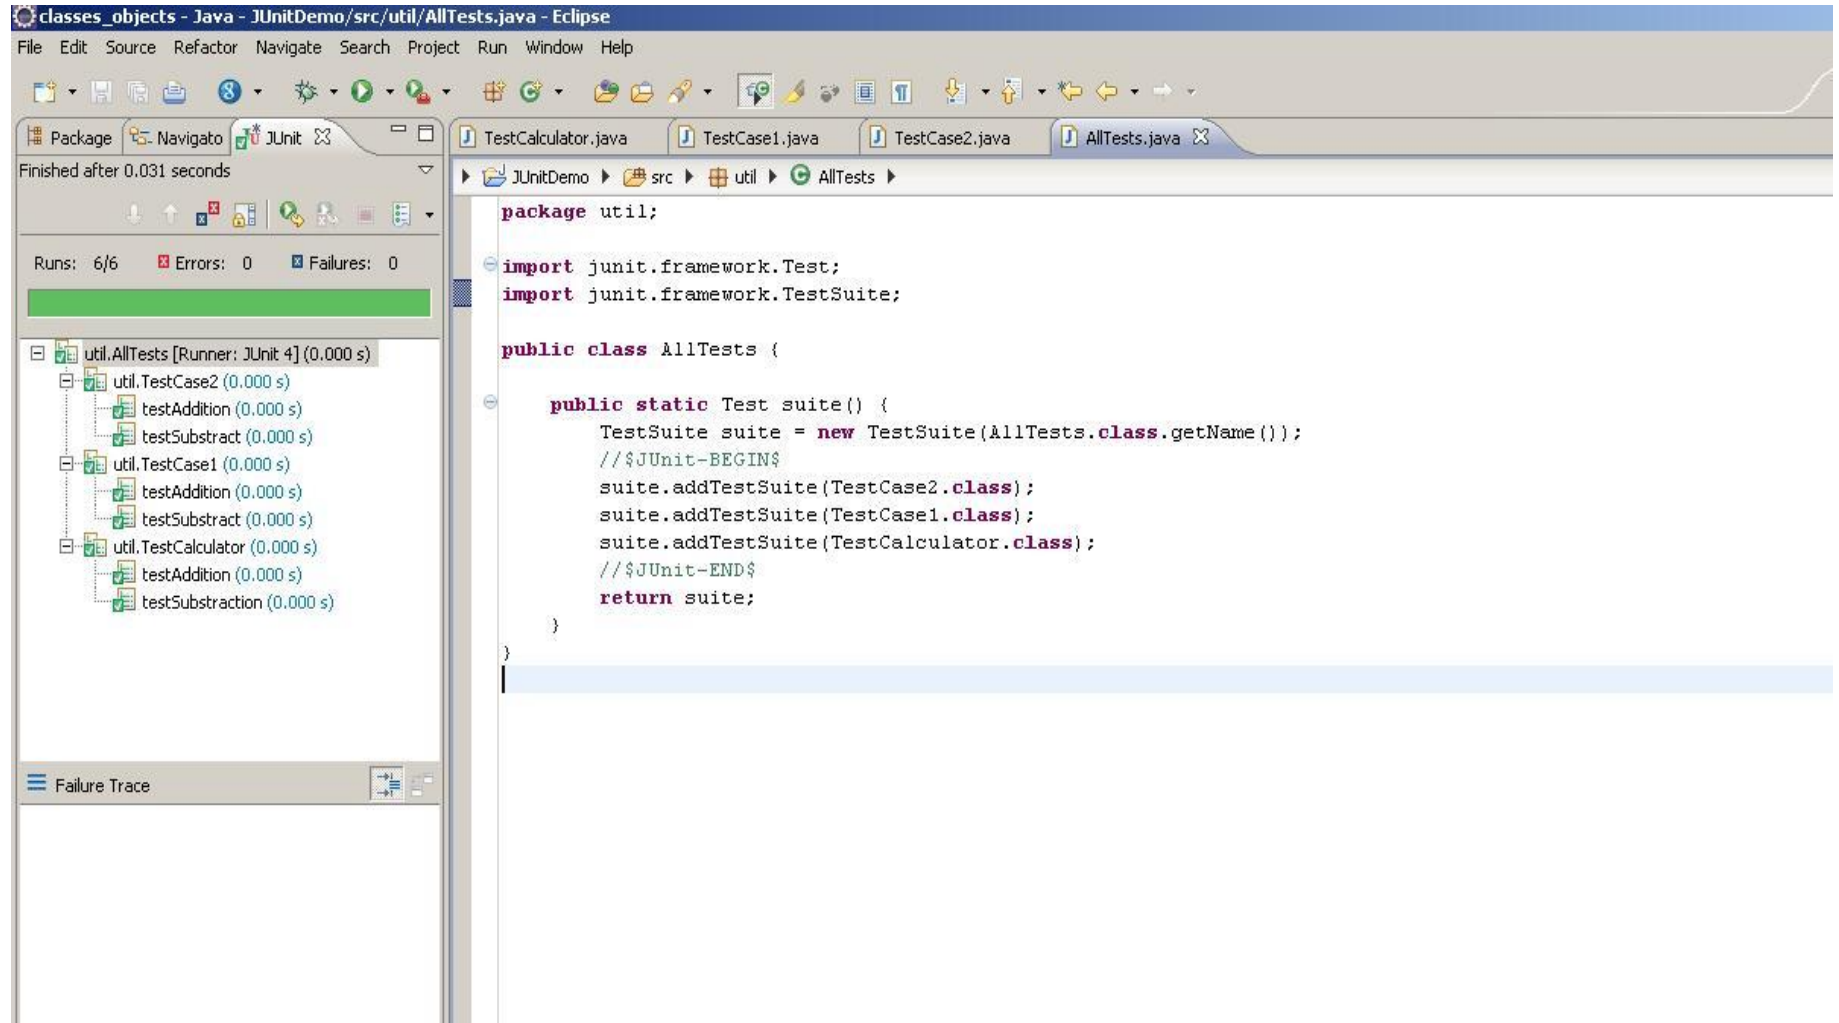 classes_objects - Java - JUnitDemo/src/util/AllTests.java - Eclipse
File Edit Source Refactor Navigate Search Project Run Window Help
Package Navigato JUnit
Finished after 0.031 seconds
Runs: 6/6 Errors: 0 Failures: 0
util.AllTests [Runner: JUnit 4] (0.000 s)
util.TestCase2 (0.000 s)
testAddition (0.000 s)
testSubstract (0.000 s)
util.TestCase1 (0.000 s)
testAddition (0.000 s)
testSubstract (0.000 s)
util.TestCalculator (0.000 s)
testAddition (0.000 s)
testSubstraction (0.000 s)
Failure Trace
TestCalculator.java TestCase1.java TestCase2.java AllTests.java
JUnitDemo src util AllTests
package util;
import junit.framework.Test;
import junit.framework.TestSuite;
public class AllTests {
public static Test suite() {
TestSuite suite = new TestSuite(AllTests.class.getName());
//$JUnit-BEGIN$
suite.addTestSuite(TestCase2.class);
suite.addTestSuite(TestCase1.class);
suite.addTestSuite(TestCalculator.class);
//$JUnit-END$
return suite;
}
}